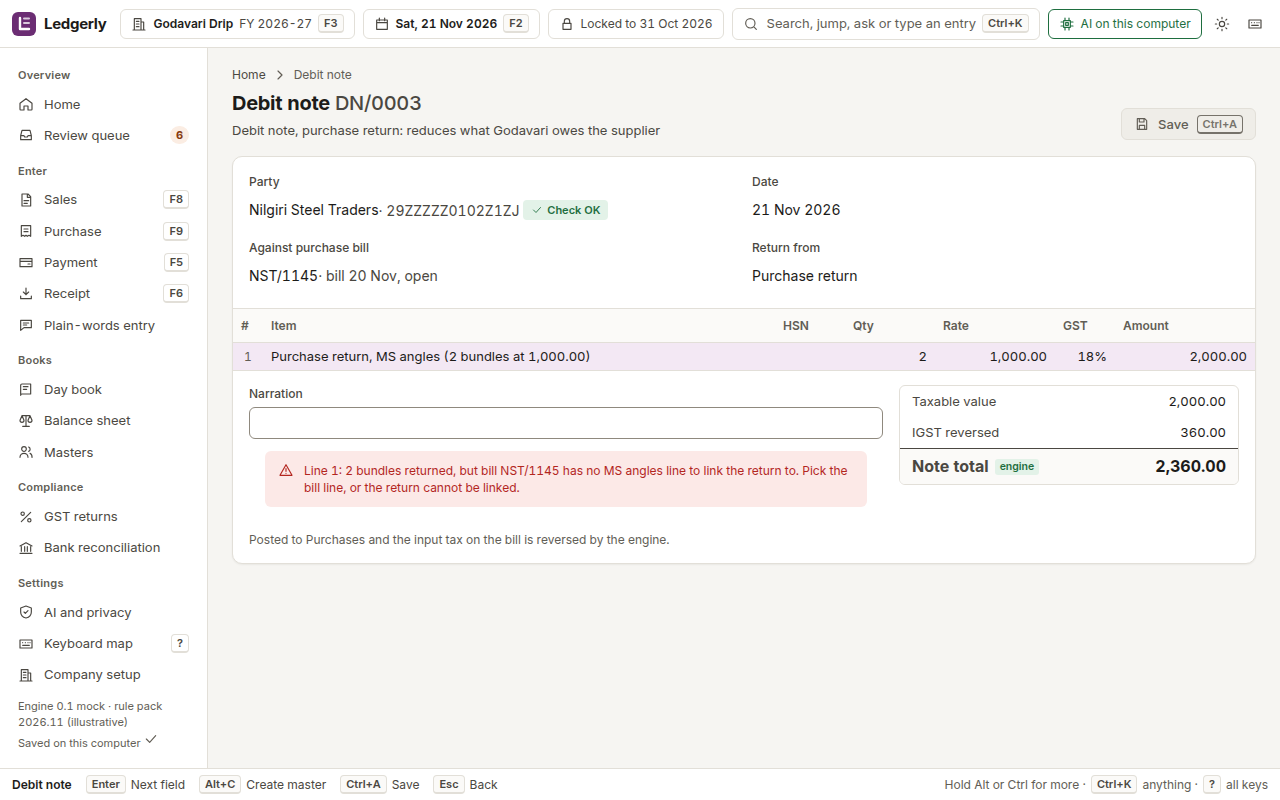 Ledgerly
Godavari Drip FY 2026-27 F3
Sat, 21 Nov 2026 F2
Locked to 31 Oct 2026
Search, jump, ask or type an entry Ctrl+K
AI on this computer
Overview
Home
Review queue 6
Enter
Sales F8
Purchase F9
Payment F5
Receipt F6
Plain-words entry
Books
Day book
Balance sheet
Masters
Compliance
GST returns
Bank reconciliation
Settings
AI and privacy
Keyboard map ?
Company setup
Engine 0.1 mock · rule pack
2026.11 (illustrative)
Saved on this computer
Home > Debit note
Debit note DN/0003
Debit note, purchase return: reduces what Godavari owes the supplier
Save Ctrl+A
Party
Nilgiri Steel Traders· 29ZZZZZ0102Z1ZJ Check OK
Date
21 Nov 2026
Against purchase bill
NST/1145· bill 20 Nov, open
Return from
Purchase return
# Item HSN Qty Rate GST Amount
1 Purchase return, MS angles (2 bundles at 1,000.00) 2 1,000.00 18% 2,000.00
Narration
Line 1: 2 bundles returned, but bill NST/1145 has no MS angles line to link the return to. Pick the
bill line, or the return cannot be linked.
Taxable value 2,000.00
IGST reversed 360.00
Note total engine 2,360.00
Posted to Purchases and the input tax on the bill is reversed by the engine.
Debit note Enter Next field Alt+C Create master Ctrl+A Save Esc Back
Hold Alt or Ctrl for more · Ctrl+K anything · ? all keys